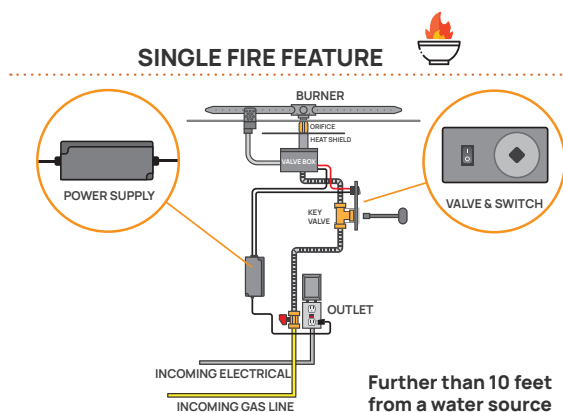 SINGLE FIRE FEATURE
BURNER
ORIFICE
HEAT SHIELD
VALVE BOX
POWER SUPPLY
I
O
VALVE & SWITCH
KEY
VALVE
OUTLET
INCOMING ELECTRICAL
INCOMING GAS LINE
Further than 10 feet
from a water source